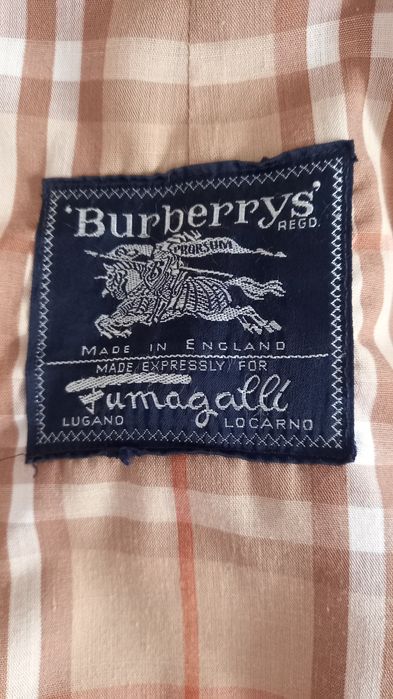 'Burberrys'
REGD.
PRORSUM
MADE IN ENGLAND
MADE EXPRESSLY FOR
Fumagalli
LUGANO LOCARNO